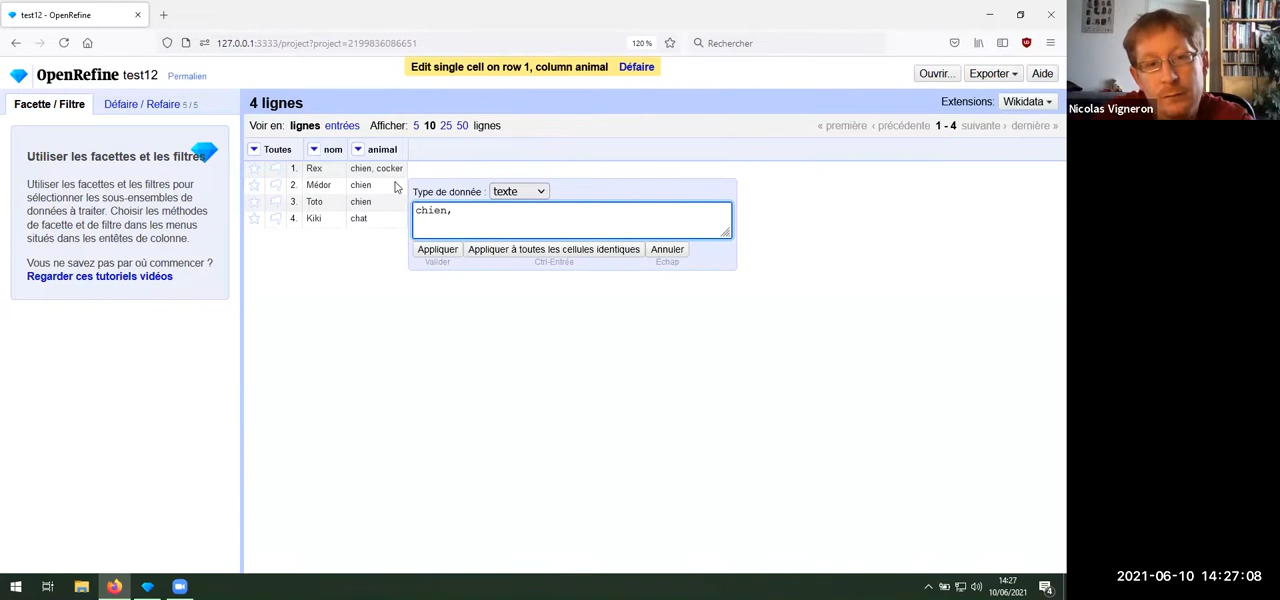 test12 - OpenRefine
127.0.0.1:3333/project?project=2199836086651
120 %
Rechercher
OpenRefine test12 Permalien
Edit single cell on row 1, column animal Défaire
Ouvrir... Exporter Aide
Facette / Filtre Défaire / Refaire 5 / 5
4 lignes
Extensions: Wikidata
Voir en: lignes entrées Afficher: 5 10 25 50 lignes
« première ‹ précédente 1 - 4 suivante › dernière »
Toutes nom animal
1. Rex chien, cocker
2. Médor chien
3. Toto chien
4. Kiki chat
Utiliser les facettes et les filtres
Utiliser les facettes et les filtres pour
sélectionner les sous-ensembles de
données à traiter. Choisir les méthodes
de facette et de filtre dans les menus
situés dans les entêtes de colonne.
Vous ne savez pas par où commencer ?
Regarder ces tutoriels vidéos
Type de donnée : texte
chien,
Appliquer Appliquer à toutes les cellules identiques Annuler
Valider Ctrl-Entrée Echap
Nicolas Vigneron
14:27
10/06/2021
4
2021-06-10 14:27:08